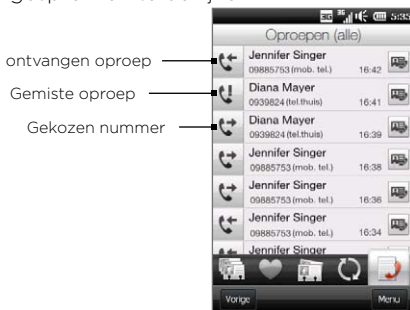 5:33
Oproepen (alle)
ontvangen oproep
Jennifer Singer
09885753 (mob. tel.) 16:42
Gemiste oproep
Diana Mayer
0939824 (tel.thuis) 16:41
Gekozen nummer
Diana Mayer
0939824 (tel.thuis) 16:39
Jennifer Singer
09885753 (mob. tel.) 16:38
Jennifer Singer
09885753 (mob. tel.) 16:36
Jennifer Singer
09885753 (mob. tel.) 16:34
Jennifer Singer
Vorige Menu